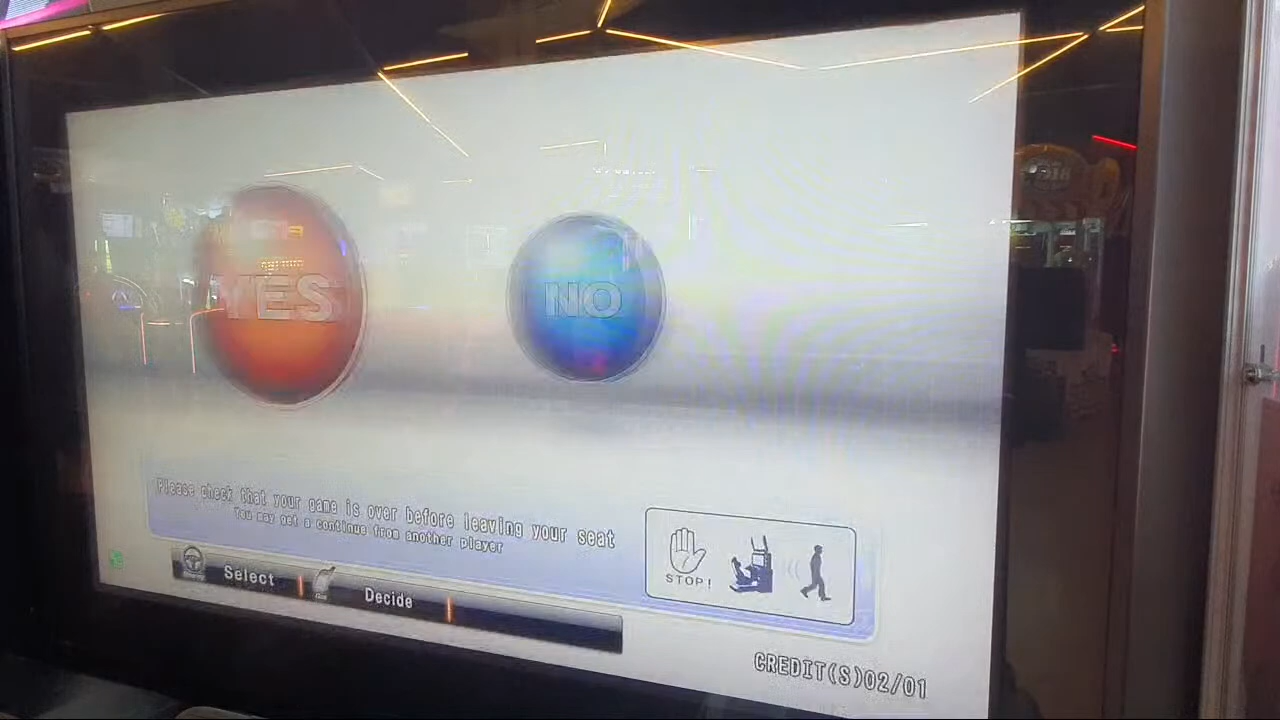 YES
NO
Please check that your game is over before leaving your seat
You may get a continue from another player
STOP!
Select
Decide
CREDIT(S)02/01